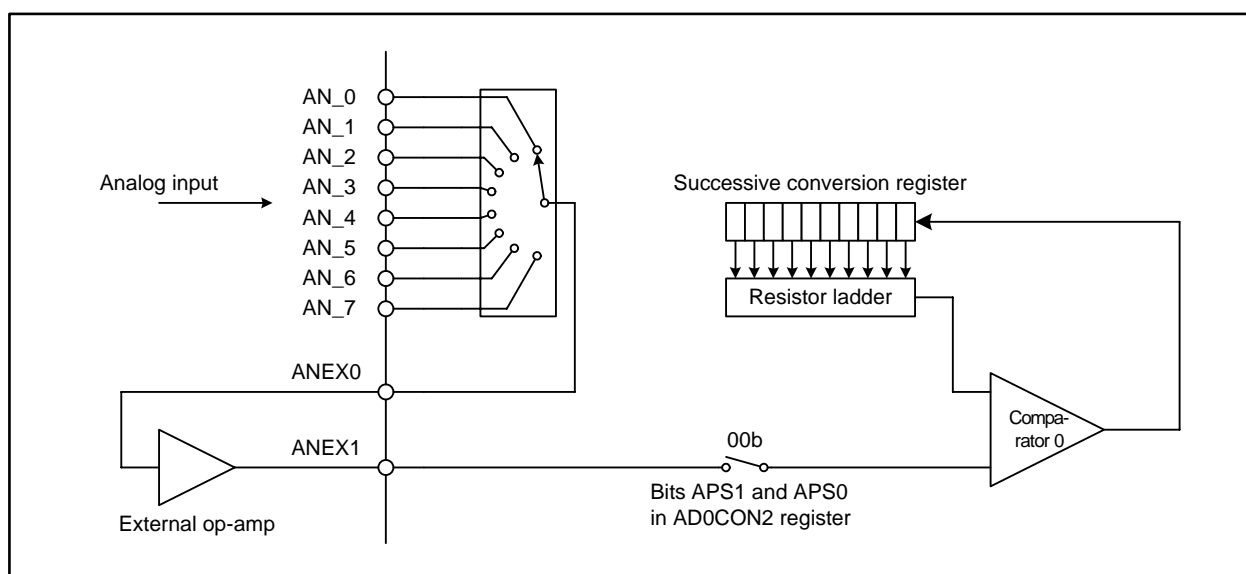 AN_0
AN_1
AN_2
AN_3
AN_4
AN_5
AN_6
AN_7
Analog input
ANEX0
ANEX1
External op-amp
Successive conversion register
Resistor ladder
Compa-
rator 0
00b
Bits APS1 and APS0
in AD0CON2 register